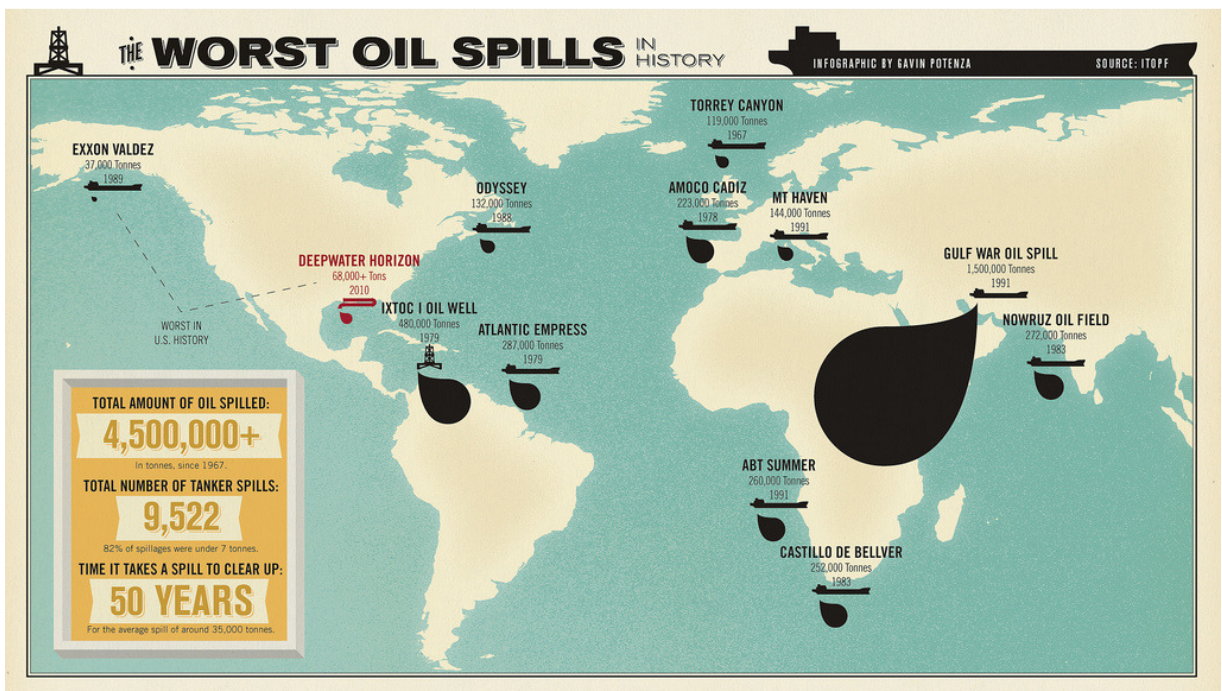 THE WORST OIL SPILLS IN HISTORY
INFOGRAPHIC BY GAVIN POTENZA
SOURCE: ITOPF
EXXON VALDEZ
37,000 Tonnes
1989
ODYSSEY
132,000 Tonnes
1988
TORREY CANYON
119,000 Tonnes
1967
AMOCO CADIZ
223,000 Tonnes
1978
MT HAVEN
144,000 Tonnes
1991
GULF WAR OIL SPILL
1,500,000 Tonnes
1991
DEEPWATER HORIZON
68,000+ Tons
2010
WORST IN
U.S. HISTORY
IXTOC I OIL WELL
480,000 Tonnes
1979
ATLANTIC EMPRESS
287,000 Tonnes
1979
NOWRUZ OIL FIELD
272,000 Tonnes
1983
ABT SUMMER
260,000 Tonnes
1991
CASTILLO DE BELLVER
252,000 Tonnes
1983
TOTAL AMOUNT OF OIL SPILLED:
4,500,000+
In tonnes, since 1967.
TOTAL NUMBER OF TANKER SPILLS:
9,522
82% of spillages were under 7 tonnes.
TIME IT TAKES A SPILL TO CLEAR UP:
50 YEARS
For the average spill of around 35,000 tonnes.